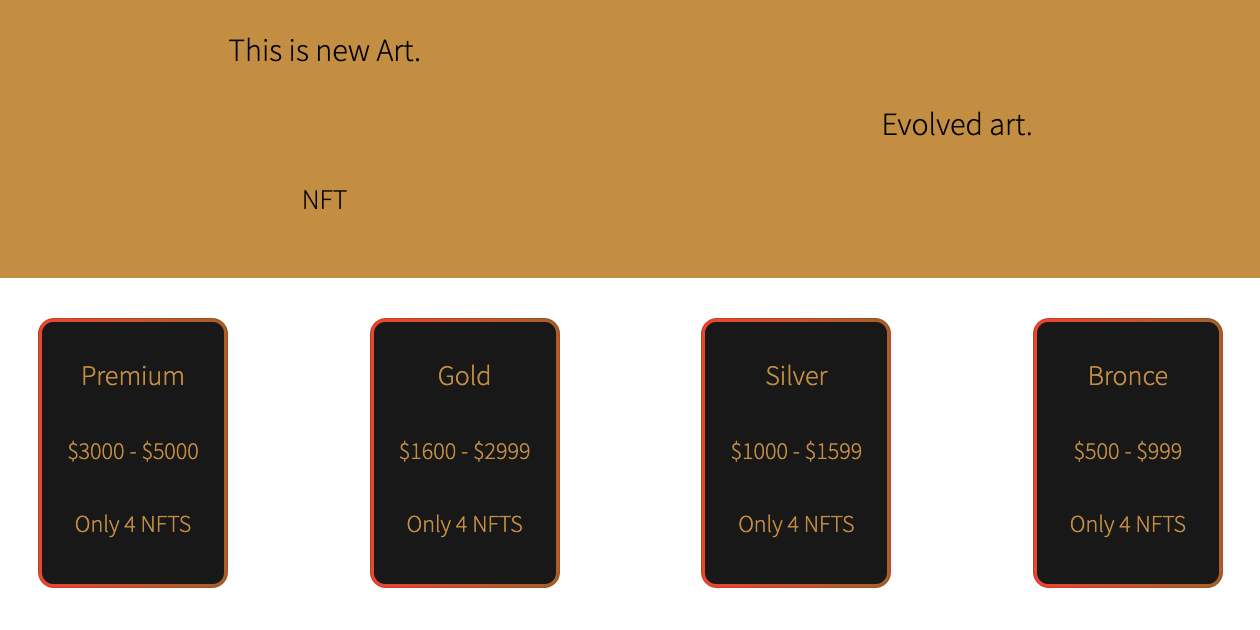 This is new Art.
Evolved art.
NFT
Premium
$3000 - $5000
Only 4 NFTS
Gold
$1600 - $2999
Only 4 NFTS
Silver
$1000 - $1599
Only 4 NFTS
Bronce
$500 - $999
Only 4 NFTS